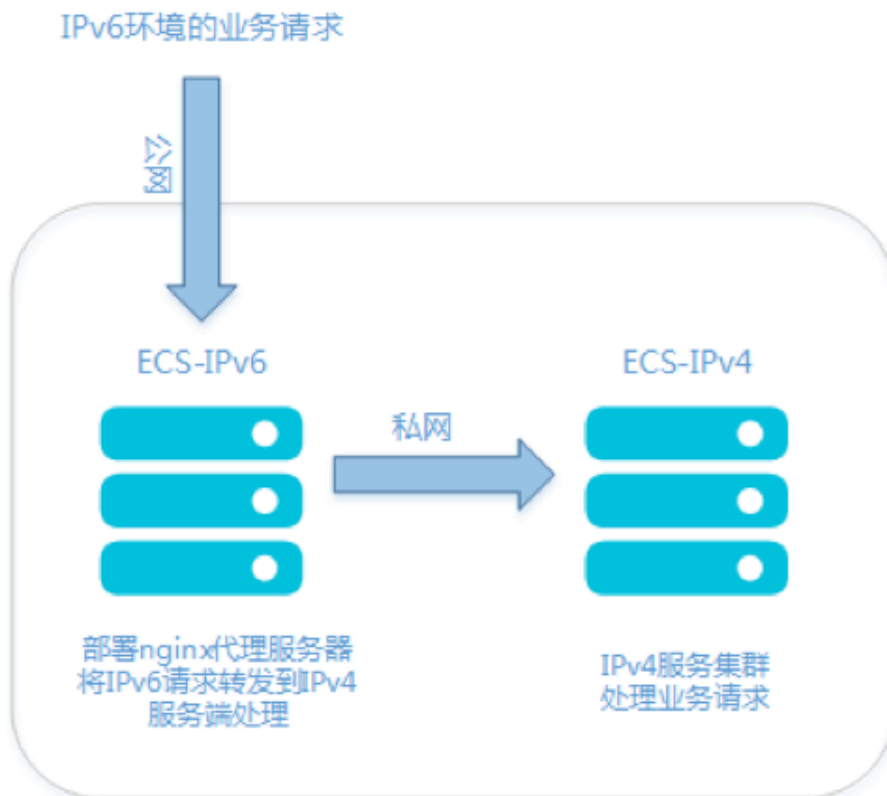 IPv6环境的业务请求
公网
ECS-IPv6
ECS-IPv4
私网
部署nginx代理服务器
将IPv6请求转发到IPv4
服务端处理
IPv4服务集群
处理业务请求